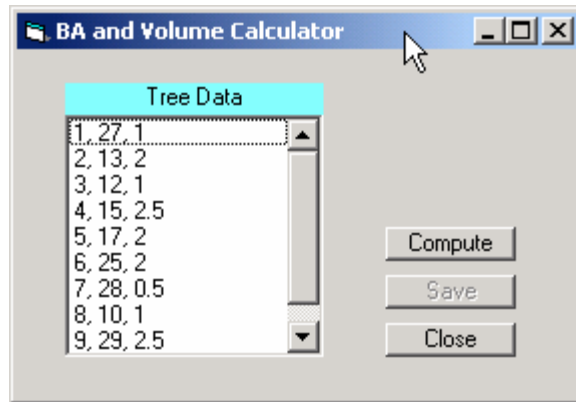 BA and Volume Calculator
Tree Data
1, 27, 1
2, 13, 2
3, 12, 1
4, 15, 2.5
5, 17, 2
6, 25, 2
7, 28, 0.5
8, 10, 1
9, 29, 2.5
Compute
Save
Close